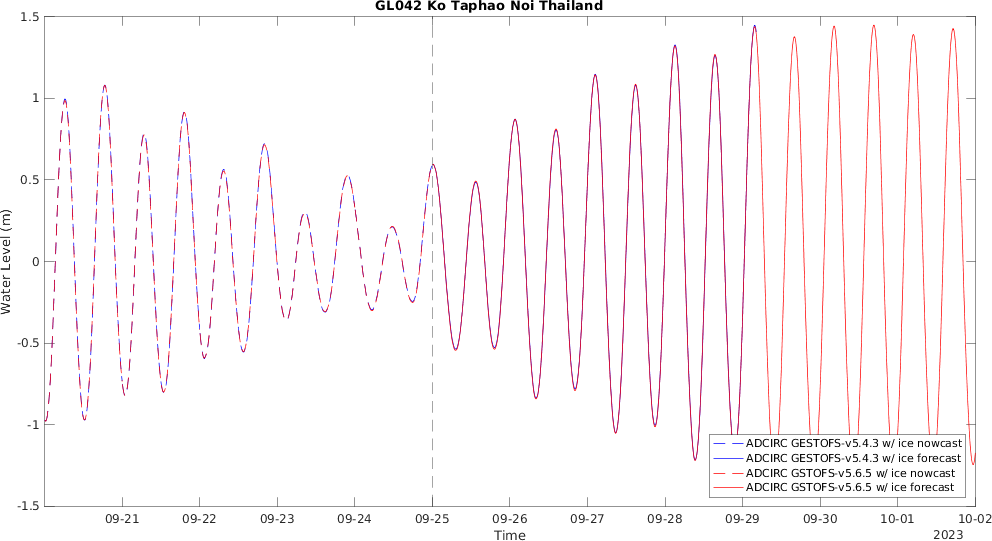 GL042 Ko Taphao Noi Thailand
1.5
1
0.5
0
-0.5
-1
-1.5
Water Level (m)
ADCIRC GESTOFS-v5.4.3 w/ ice nowcast
ADCIRC GESTOFS-v5.4.3 w/ ice forecast
ADCIRC GSTOFS-v5.6.5 w/ ice nowcast
ADCIRC GSTOFS-v5.6.5 w/ ice forecast
09-21 09-22 09-23 09-24 09-25 09-26 09-27 09-28 09-29 09-30 10-01 10-02
Time
2023